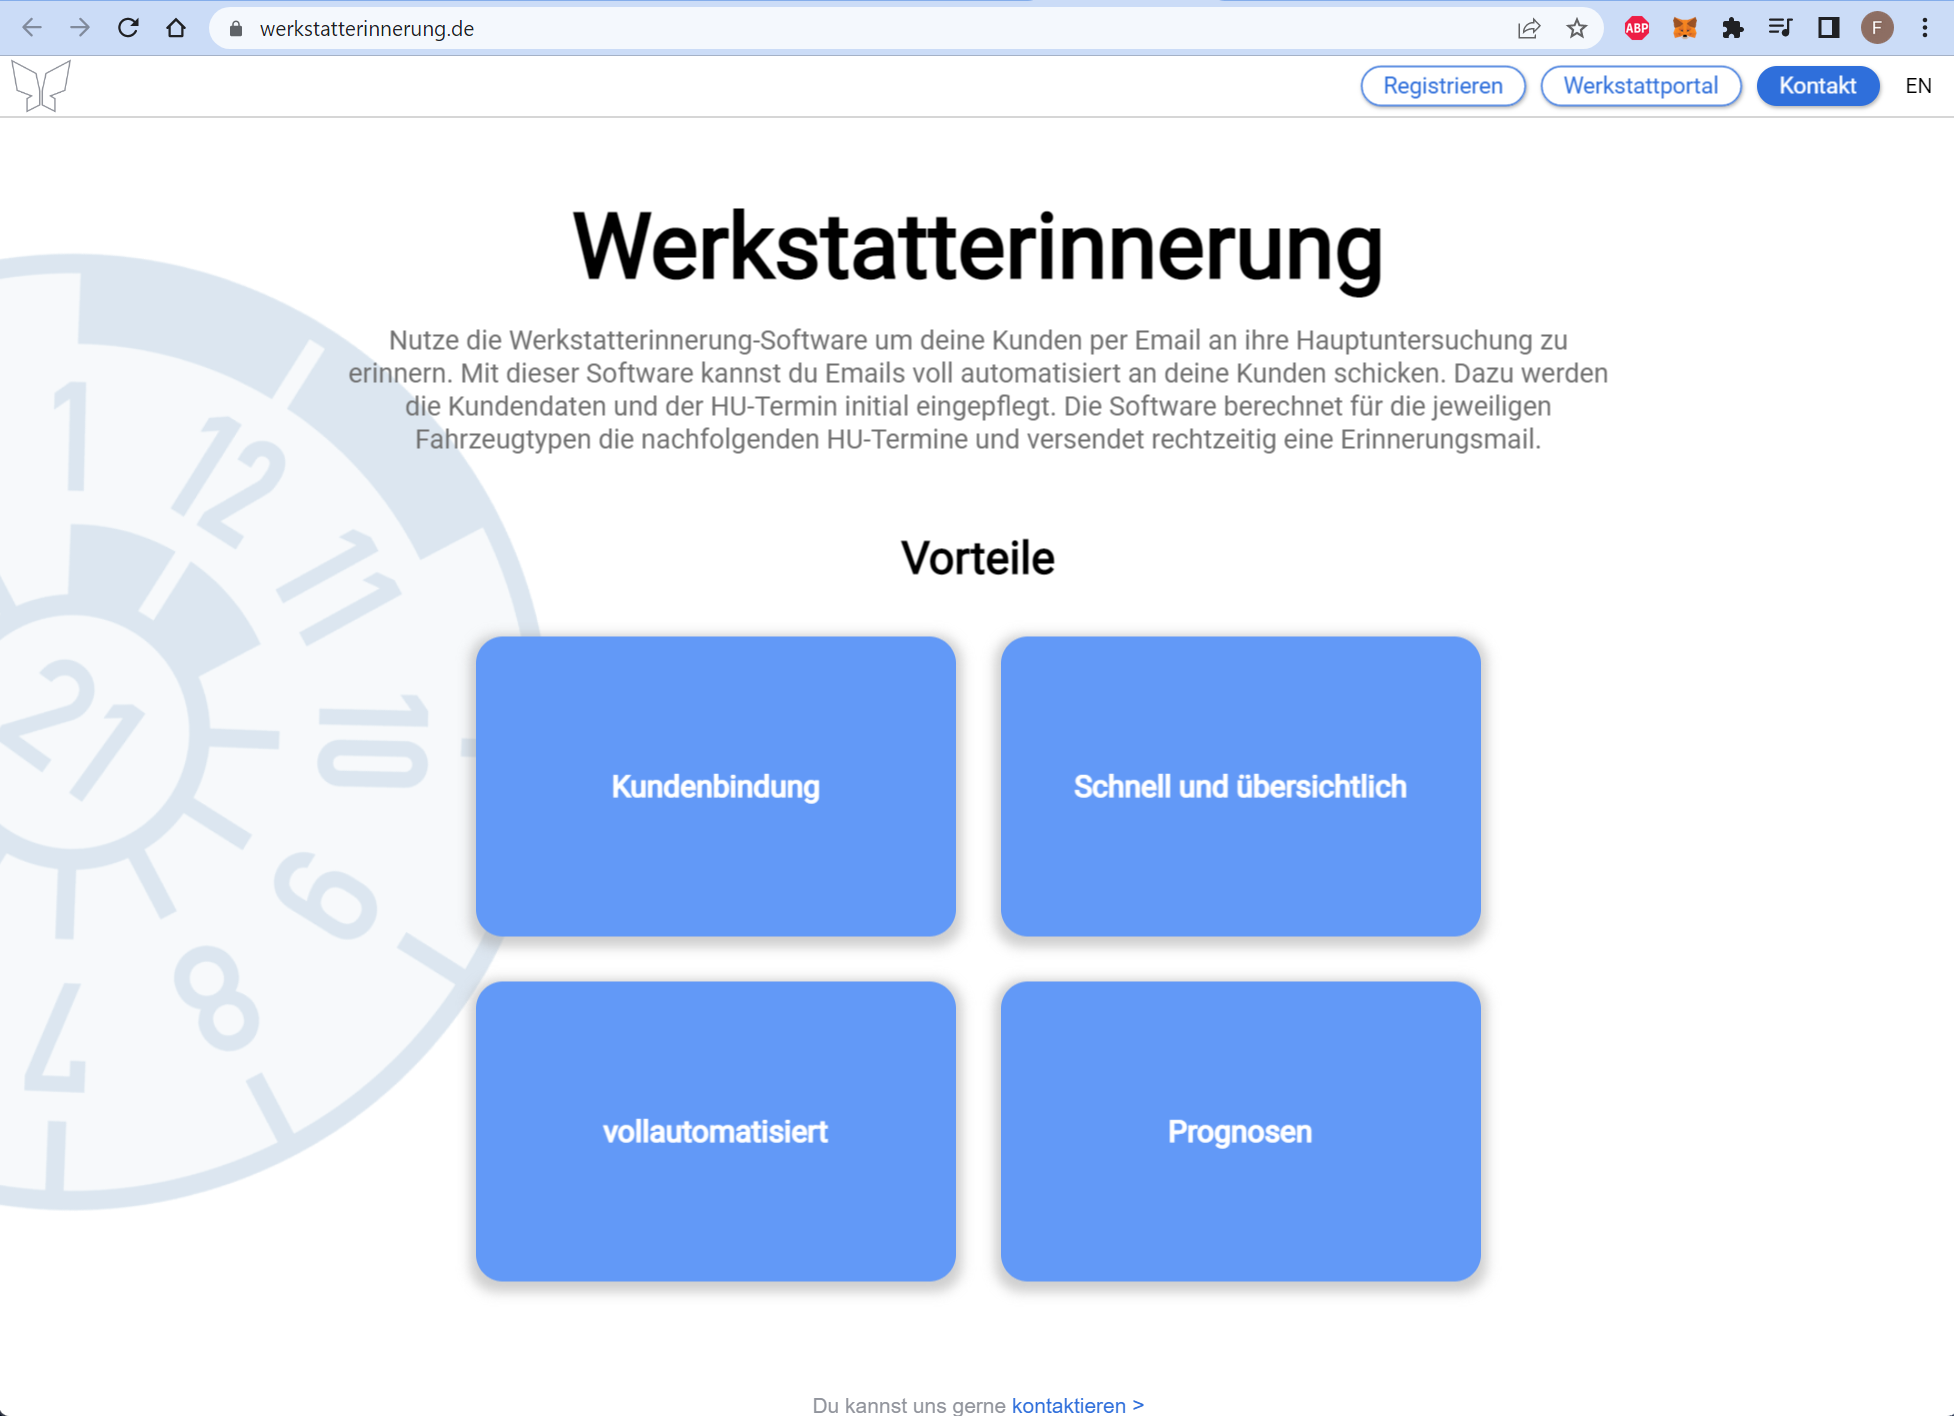 werkstatterinnerung.de
ABP
F
Registrieren
Werkstattportal
Kontakt
EN
Werkstatterinnerung
Nutze die Werkstatterinnerung-Software um deine Kunden per Email an ihre Hauptuntersuchung zu
erinnern. Mit dieser Software kannst du Emails voll automatisiert an deine Kunden schicken. Dazu werden
die Kundendaten und der HU-Termin initial eingepflegt. Die Software berechnet für die jeweiligen
Fahrzeugtypen die nachfolgenden HU-Termine und versendet rechtzeitig eine Erinnerungsmail.
1
12
11
10
9
8
4
21
Vorteile
Kundenbindung
Schnell und übersichtlich
vollautomatisiert
Prognosen
Du kannst uns gerne kontaktieren >